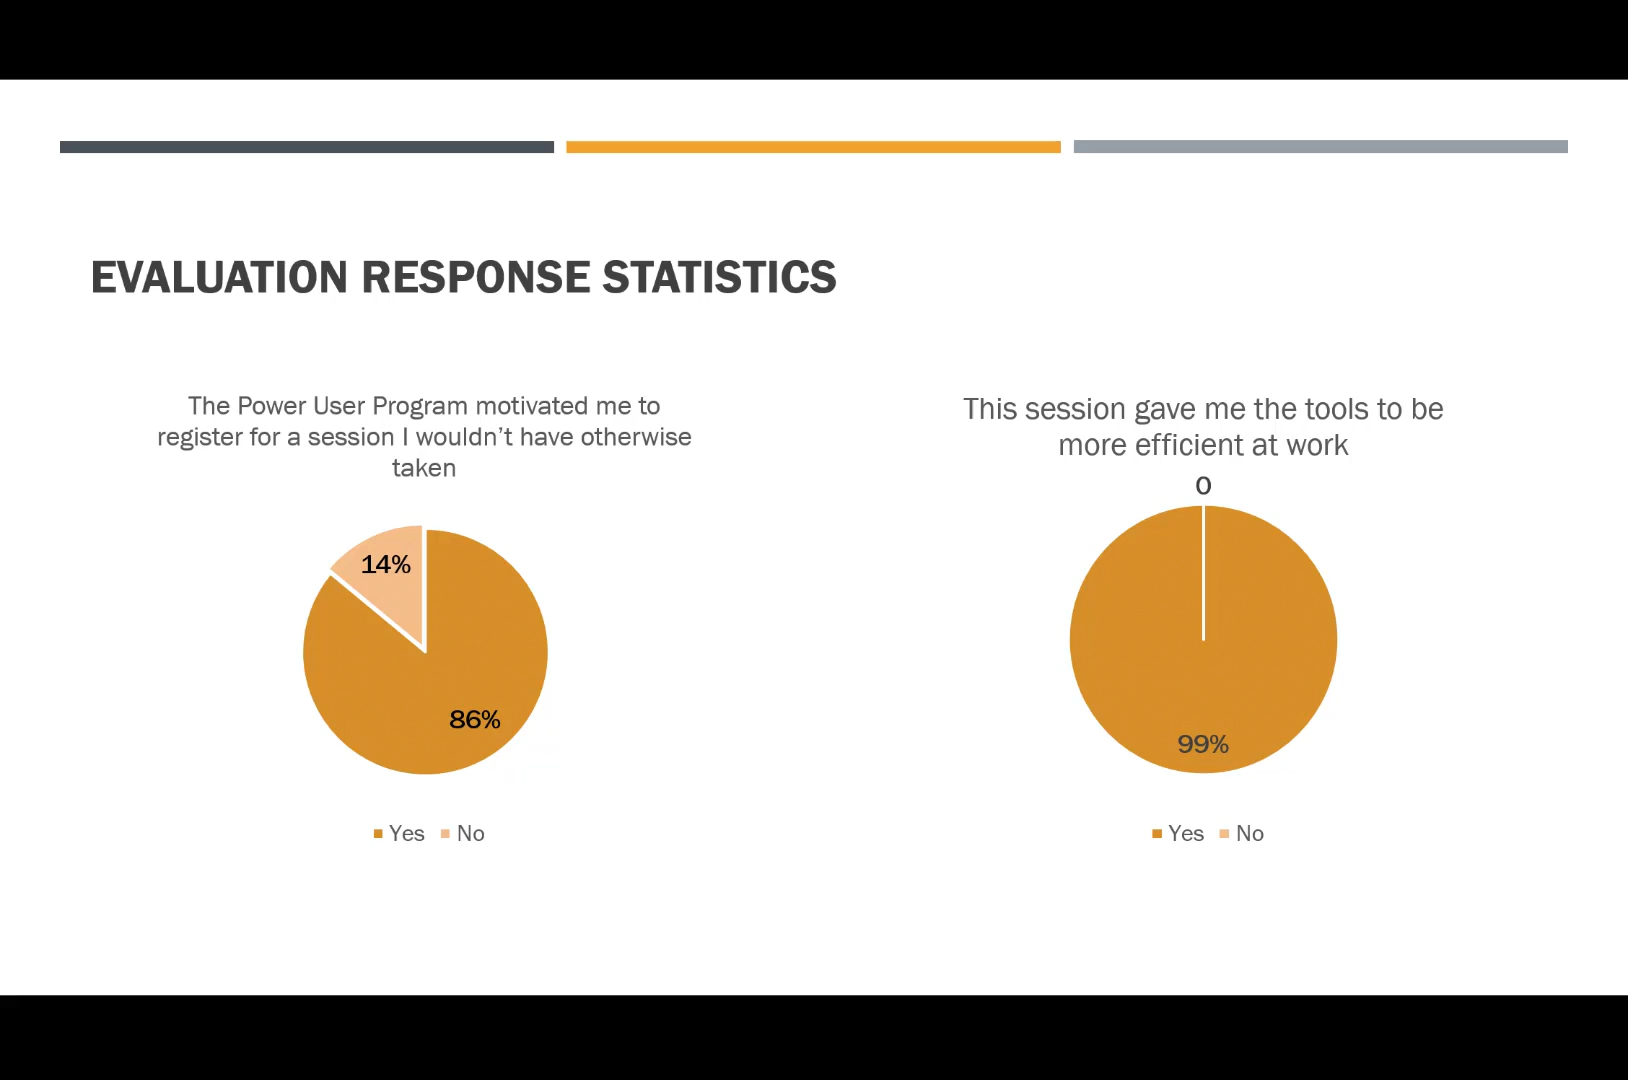 EVALUATION RESPONSE STATISTICS
The Power User Program motivated me to
register for a session I wouldn’t have otherwise
taken
14%
86%
Yes No
This session gave me the tools to be
more efficient at work
0
99%
Yes No